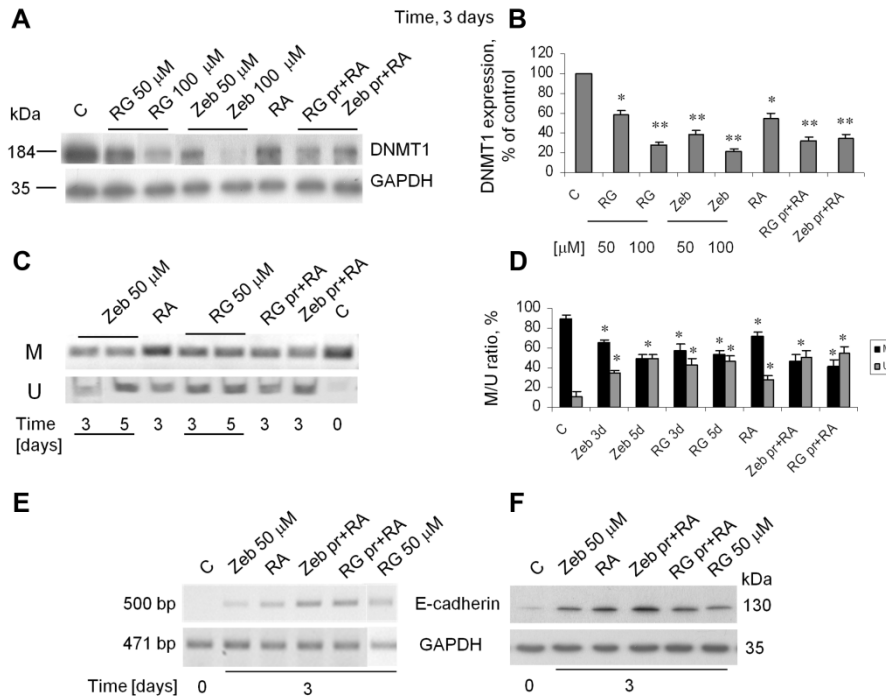 A
Time, 3 days
kDa
C
RG 50 μM
RG 100 μM
Zeb 50 μM
Zeb 100 μM
RA
RG pr+RA
Zeb pr+RA
184
DNMT1
35
GAPDH
B
DNMT1 expression,
% of control
120
100
80
60
40
20
0
*
**
**
**
*
**
**
C
RG
RG
Zeb
Zeb
RA
RG pr+RA
Zeb pr+RA
[μM]
50
100
50
100
C
Zeb 50 μM
RA
RG 50 μM
RG pr+RA
Zeb pr+RA
C
M
U
Time
[days]
3
5
3
3
5
3
3
0
D
M/U ratio, %
100
80
60
40
20
0
*
*
*
*
*
*
*
*
*
*
*
*
*
C
Zeb 3d
Zeb 5d
RG 3d
RG 5d
RA
Zeb pr+RA
RG pr+RA
E
C
Zeb 50 μM
RA
Zeb pr+RA
RG pr+RA
RG 50 μM
500 bp
E-cadherin
471 bp
GAPDH
Time [days]
0
3
F
C
Zeb 50 μM
RA
Zeb pr+RA
RG pr+RA
RG 50 μM
kDa
130
35
0
3